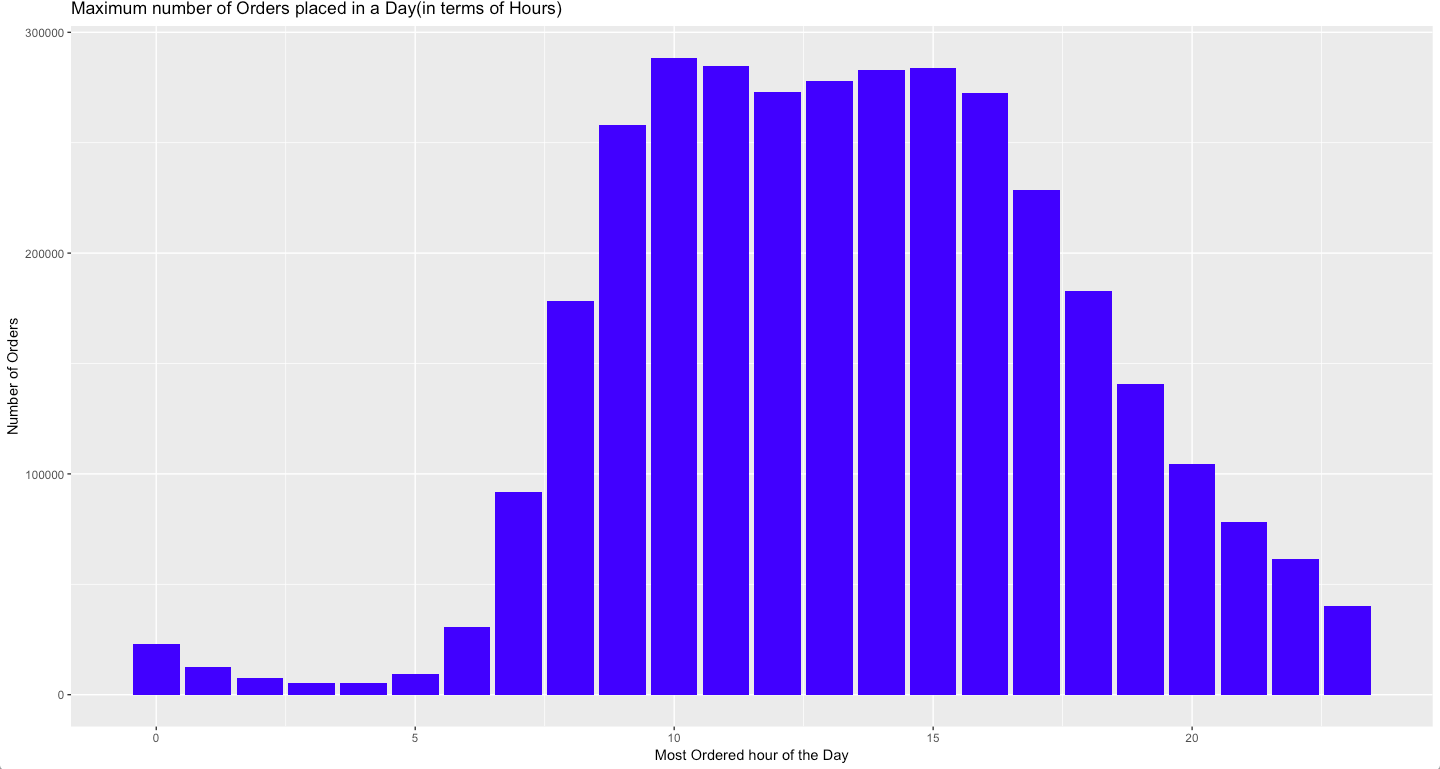 Maximum number of Orders placed in a Day(in terms of Hours)
Number of Orders
300000
200000
100000
0
0 5 10 15 20
Most Ordered hour of the Day